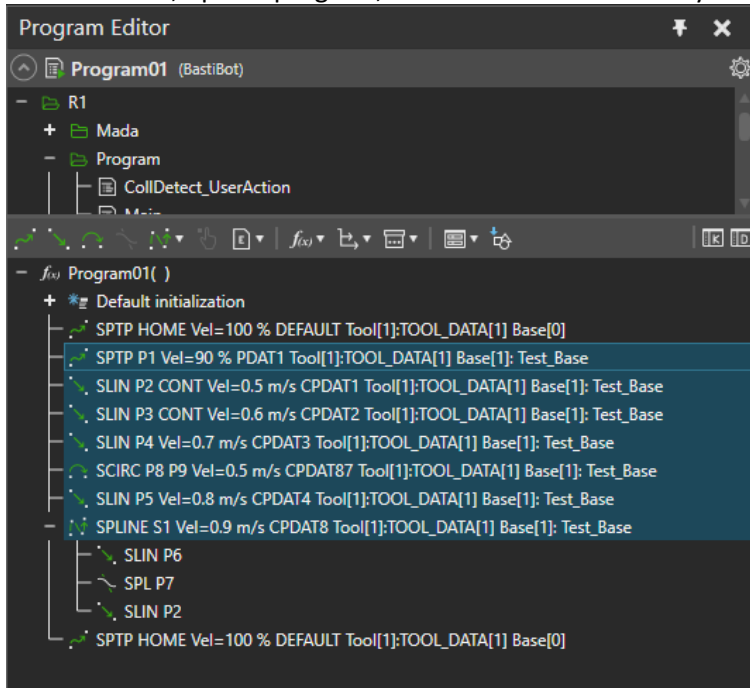 Program Editor
Program01 (BastiBot)
R1
Mada
Program
CollDetect_UserAction
f(x)
Program01( )
Default initialization
SPTP HOME Vel=100 % DEFAULT Tool[1]:TOOL_DATA[1] Base[0]
SPTP P1 Vel=90 % PDAT1 Tool[1]:TOOL_DATA[1] Base[1]: Test_Base
SLIN P2 CONT Vel=0.5 m/s CPDAT1 Tool[1]:TOOL_DATA[1] Base[1]: Test_Base
SLIN P3 CONT Vel=0.6 m/s CPDAT2 Tool[1]:TOOL_DATA[1] Base[1]: Test_Base
SLIN P4 Vel=0.7 m/s CPDAT3 Tool[1]:TOOL_DATA[1] Base[1]: Test_Base
SCIRC P8 P9 Vel=0.5 m/s CPDAT87 Tool[1]:TOOL_DATA[1] Base[1]: Test_Base
SLIN P5 Vel=0.8 m/s CPDAT4 Tool[1]:TOOL_DATA[1] Base[1]: Test_Base
SPLINE S1 Vel=0.9 m/s CPDAT8 Tool[1]:TOOL_DATA[1] Base[1]: Test_Base
SLIN P6
SPL P7
SLIN P2
SPTP HOME Vel=100 % DEFAULT Tool[1]:TOOL_DATA[1] Base[0]